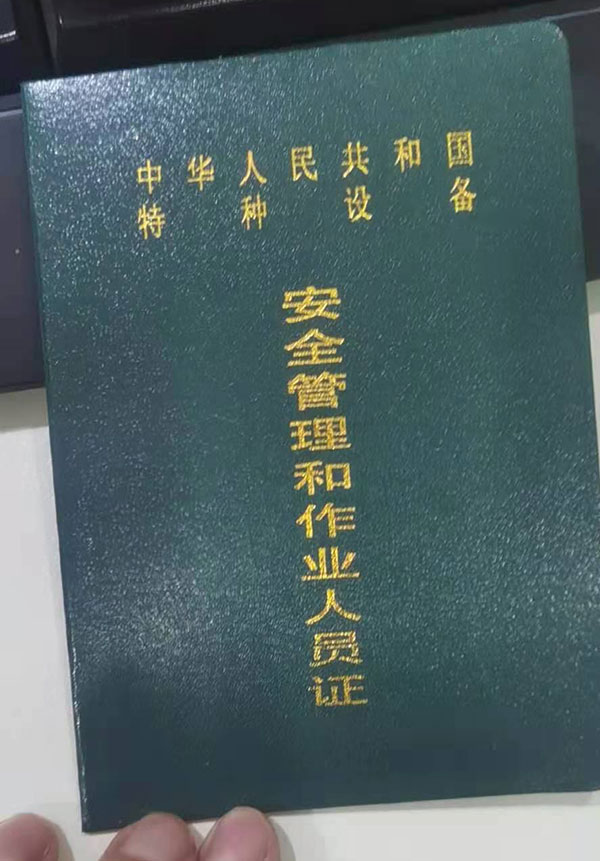 中华人民共和国
特种设备
安全管理和作业人员证